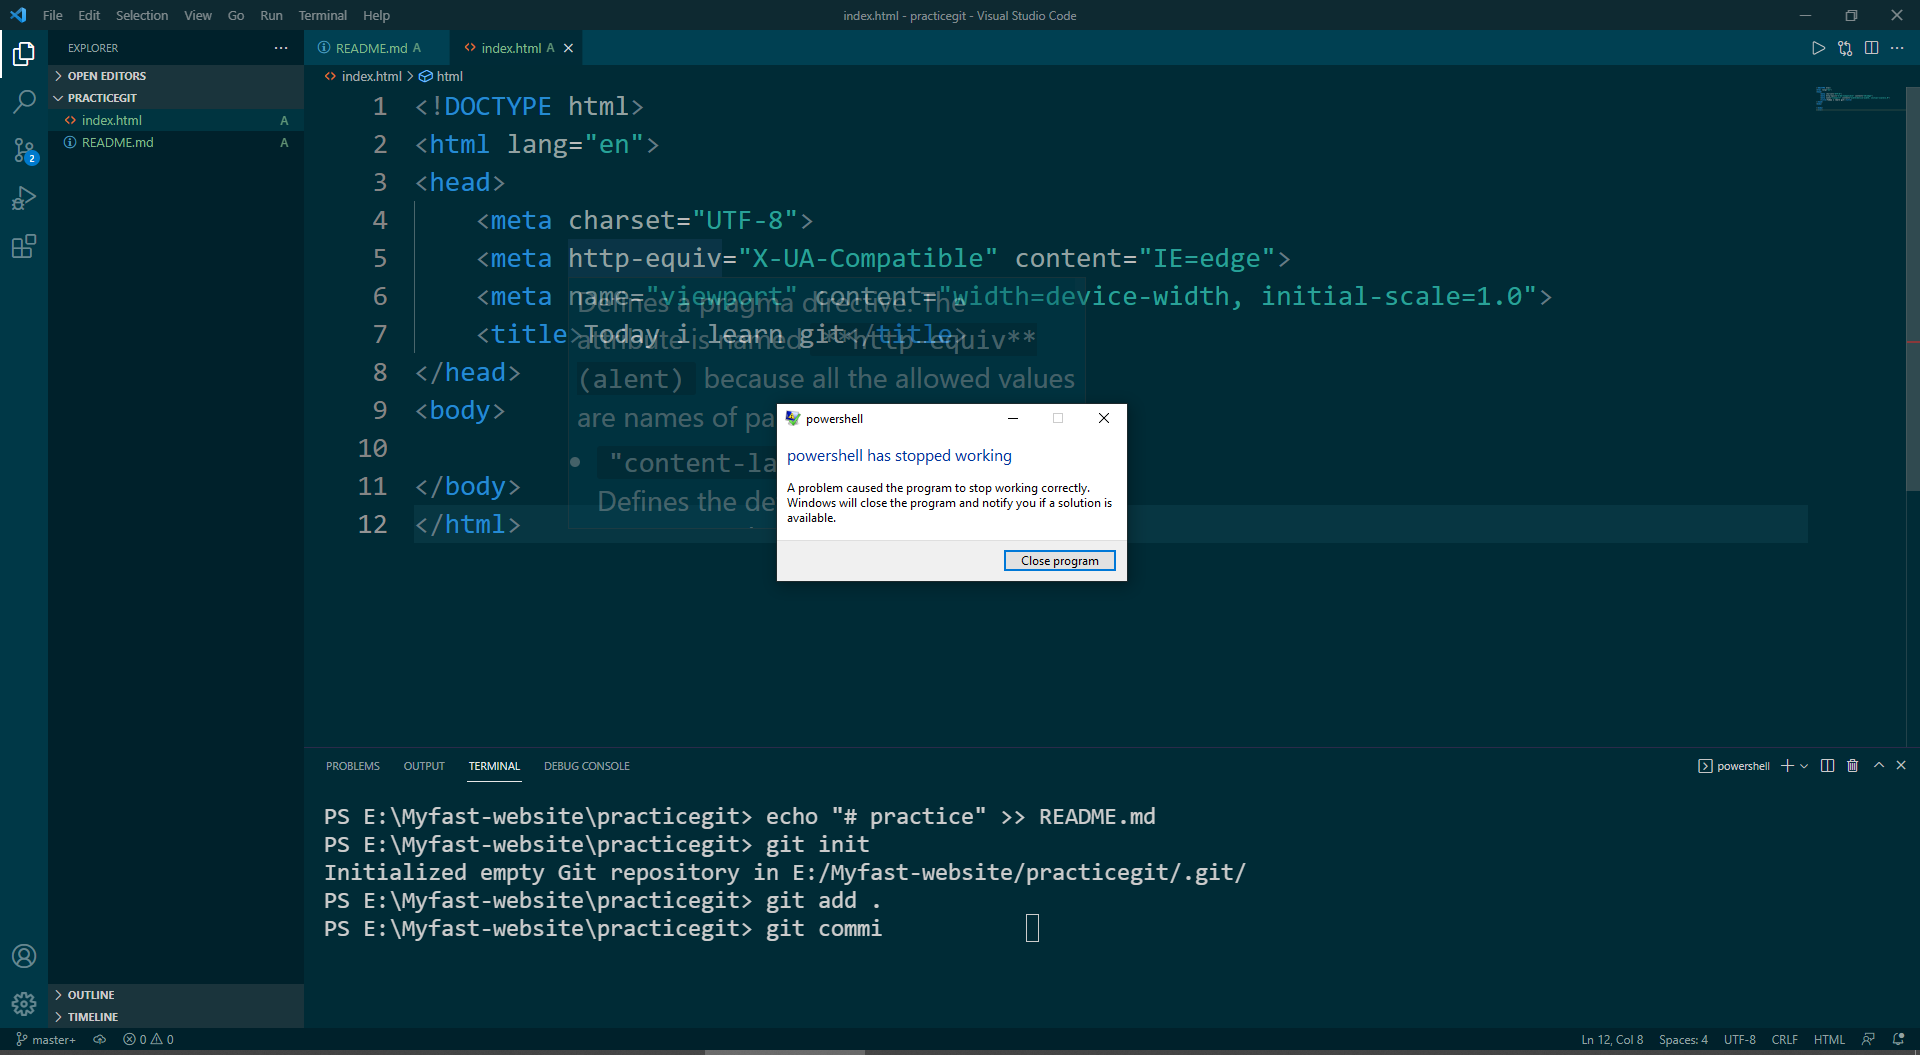 File Edit Selection View Go Run Terminal Help
index.html - practicegit - Visual Studio Code
EXPLORER
OPEN EDITORS
PRACTICEGIT
index.html A
README.md A
2
README.md A
index.html A
index.html > html
1 <!DOCTYPE html>
2 <html lang="en">
3 <head>
4 <meta charset="UTF-8">
5 <meta http-equiv="X-UA-Compatible" content="IE=edge">
6 <meta name="viewport" content="width=device-width, initial-scale=1.0">
7 <title>Today i learn git</title>
8 </head>
9 <body>
10
11 </body>
12 </html>
Defines a pragma directive. The
attribute is named **http-equiv**
(alent) because all the allowed values
are names of pa
"content-la
Defines the de
powershell
powershell has stopped working
A problem caused the program to stop working correctly.
Windows will close the program and notify you if a solution is
available.
Close program
PROBLEMS OUTPUT TERMINAL DEBUG CONSOLE
powershell
PS E:\Myfast-website\practicegit> echo "# practice" >> README.md
PS E:\Myfast-website\practicegit> git init
Initialized empty Git repository in E:/Myfast-website/practicegit/.git/
PS E:\Myfast-website\practicegit> git add .
PS E:\Myfast-website\practicegit> git commi
OUTLINE
TIMELINE
master+ 0 0
Ln 12, Col 8 Spaces: 4 UTF-8 CRLF HTML